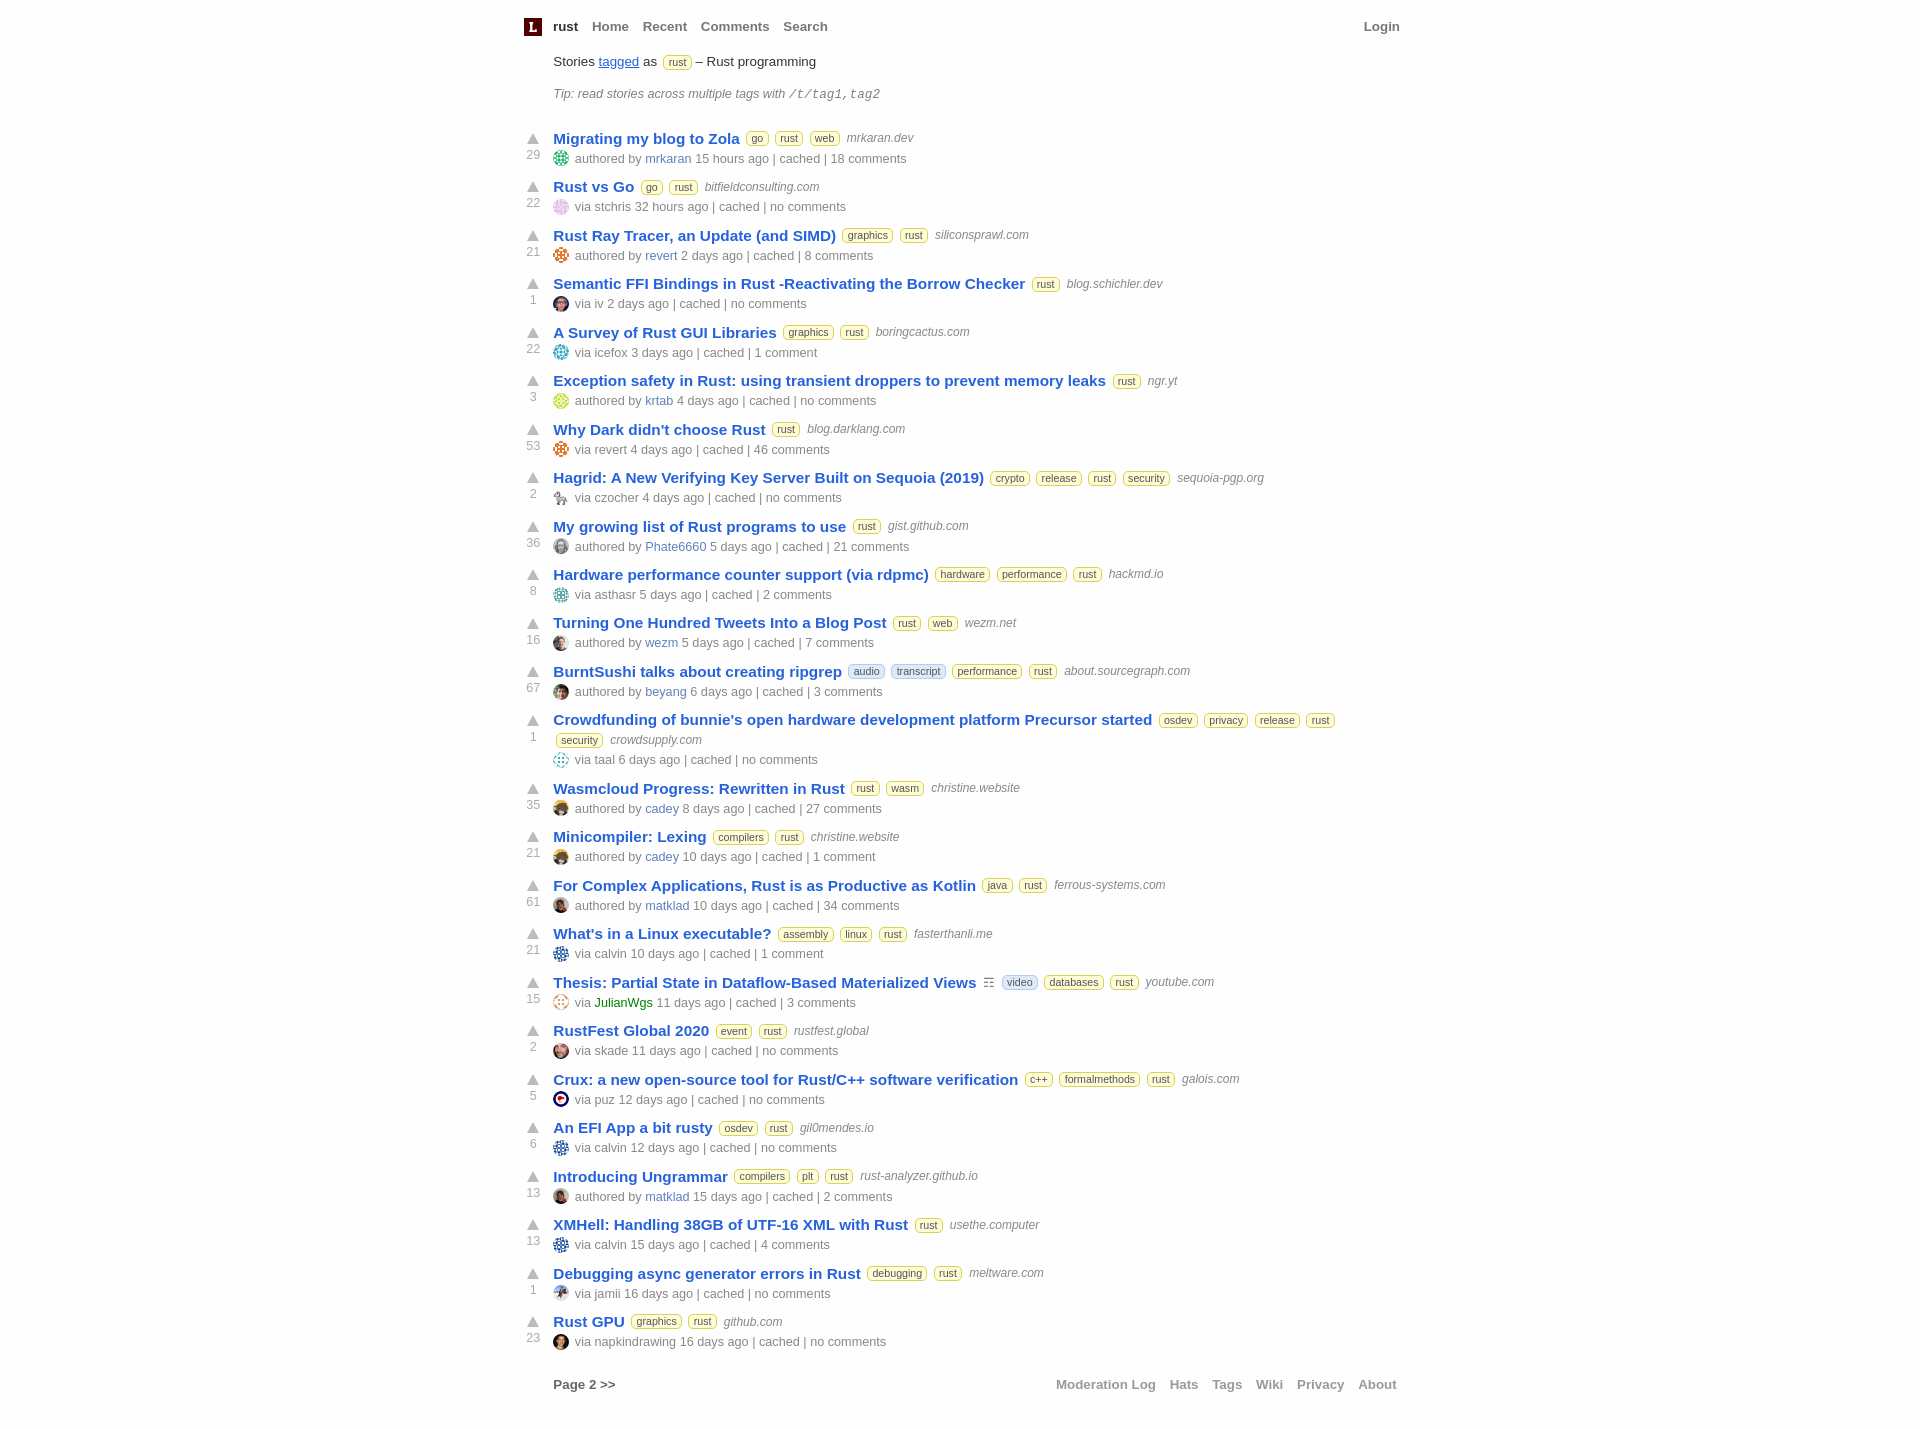 L rust Home Recent Comments Search Login
Stories tagged as rust – Rust programming
Tip: read stories across multiple tags with /t/tag1,tag2
Migrating my blog to Zola go rust web mrkaran.dev
29 authored by mrkaran 15 hours ago | cached | 18 comments
Rust vs Go go rust bitfieldconsulting.com
22 via stchris 32 hours ago | cached | no comments
Rust Ray Tracer, an Update (and SIMD) graphics rust siliconsprawl.com
21 authored by revert 2 days ago | cached | 8 comments
Semantic FFI Bindings in Rust -Reactivating the Borrow Checker rust blog.schichler.dev
1 via iv 2 days ago | cached | no comments
A Survey of Rust GUI Libraries graphics rust boringcactus.com
22 via icefox 3 days ago | cached | 1 comment
Exception safety in Rust: using transient droppers to prevent memory leaks rust ngr.yt
3 authored by krtab 4 days ago | cached | no comments
Why Dark didn't choose Rust rust blog.darklang.com
53 via revert 4 days ago | cached | 46 comments
Hagrid: A New Verifying Key Server Built on Sequoia (2019) crypto release rust security sequoia-pgp.org
2 via czocher 4 days ago | cached | no comments
My growing list of Rust programs to use rust gist.github.com
36 authored by Phate6660 5 days ago | cached | 21 comments
Hardware performance counter support (via rdpmc) hardware performance rust hackmd.io
8 via asthasr 5 days ago | cached | 2 comments
Turning One Hundred Tweets Into a Blog Post rust web wezm.net
16 authored by wezm 5 days ago | cached | 7 comments
BurntSushi talks about creating ripgrep audio transcript performance rust about.sourcegraph.com
67 authored by beyang 6 days ago | cached | 3 comments
Crowdfunding of bunnie's open hardware development platform Precursor started osdev privacy release rust
1 security crowdsupply.com
via taal 6 days ago | cached | no comments
Wasmcloud Progress: Rewritten in Rust rust wasm christine.website
35 authored by cadey 8 days ago | cached | 27 comments
Minicompiler: Lexing compilers rust christine.website
21 authored by cadey 10 days ago | cached | 1 comment
For Complex Applications, Rust is as Productive as Kotlin java rust ferrous-systems.com
61 authored by matklad 10 days ago | cached | 34 comments
What's in a Linux executable? assembly linux rust fasterthanli.me
21 via calvin 10 days ago | cached | 1 comment
Thesis: Partial State in Dataflow-Based Materialized Views ☶ video databases rust youtube.com
15 via JulianWgs 11 days ago | cached | 3 comments
RustFest Global 2020 event rust rustfest.global
2 via skade 11 days ago | cached | no comments
Crux: a new open-source tool for Rust/C++ software verification c++ formalmethods rust galois.com
5 via puz 12 days ago | cached | no comments
An EFI App a bit rusty osdev rust gil0mendes.io
6 via calvin 12 days ago | cached | no comments
Introducing Ungrammar compilers plt rust rust-analyzer.github.io
13 authored by matklad 15 days ago | cached | 2 comments
XMHell: Handling 38GB of UTF-16 XML with Rust rust usethe.computer
13 via calvin 15 days ago | cached | 4 comments
Debugging async generator errors in Rust debugging rust meltware.com
1 via jamii 16 days ago | cached | no comments
Rust GPU graphics rust github.com
23 via napkindrawing 16 days ago | cached | no comments
Page 2 >> Moderation Log Hats Tags Wiki Privacy About